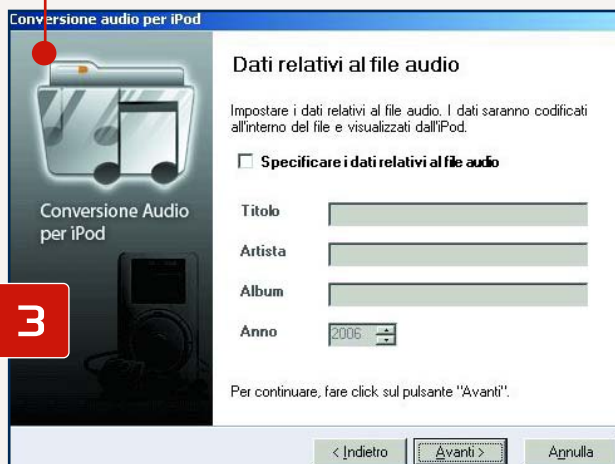 Conversione audio per iPod
Dati relativi al file audio
Impostare i dati relativi al file audio. I dati saranno codificati
all'interno del file e visualizzati dall'iPod.
Specificare i dati relativi al file audio
Titolo
Artista
Album
Anno
2006
Per continuare, fare click sul pulsante "Avanti".
Conversione Audio
per iPod
3
< Indietro
Avanti >
Annulla